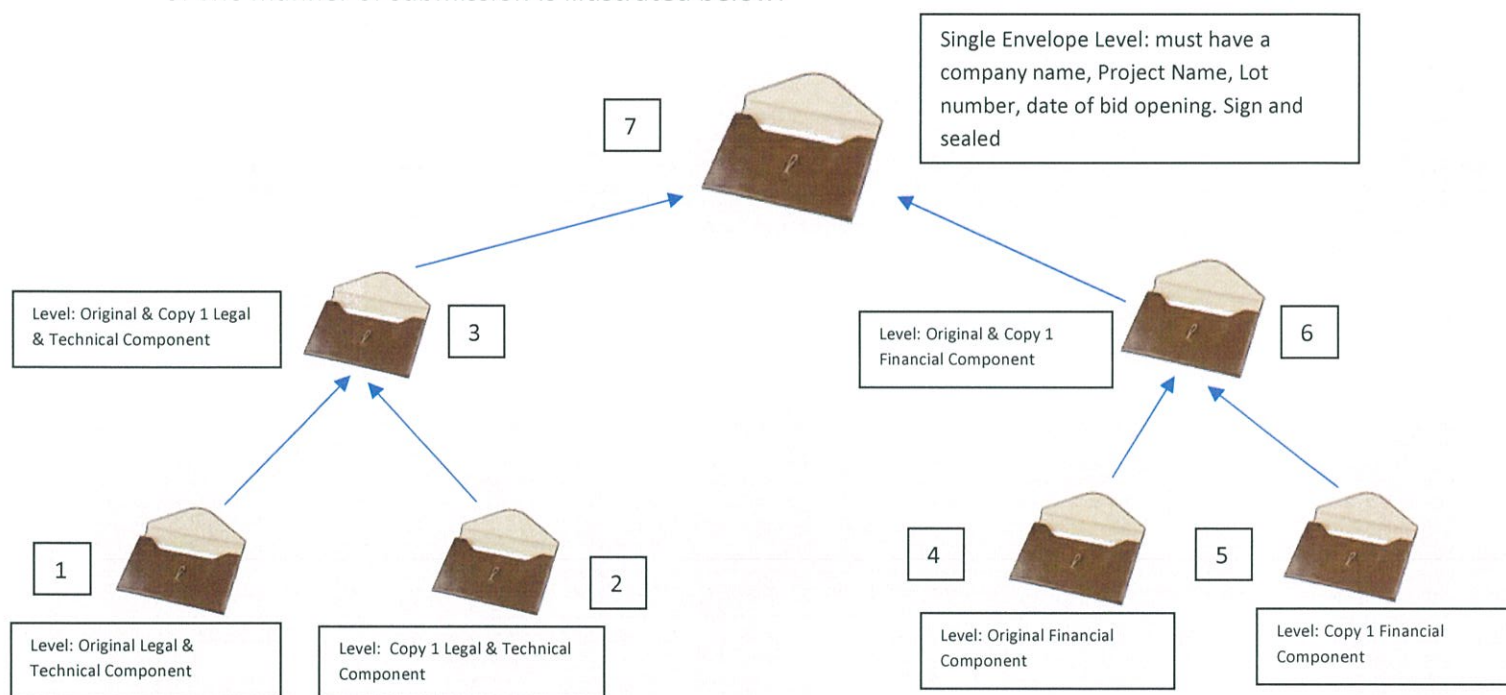 Single Envelope Level: must have a
company name, Project Name, Lot
number, date of bid opening. Sign and
sealed
7
Level: Original & Copy 1 Legal
& Technical Component
3
Level: Original & Copy 1
Financial Component
6
1
2
4
5
Level: Original Legal &
Technical Component
Level: Copy 1 Legal & Technical
Component
Level: Original Financial
Component
Level: Copy 1 Financial
Component